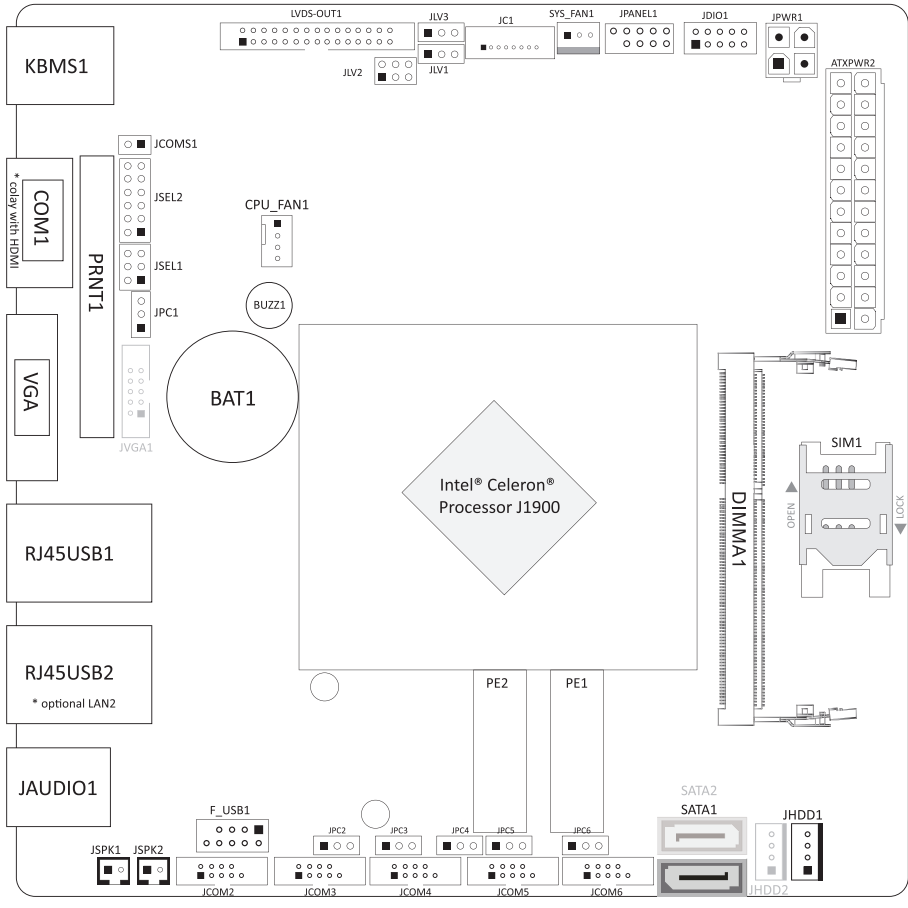 LVDS-OUT1
JLV3
JC1
SYS_FAN1
JPANEL1
JDIO1
JPWR1
KBMS1
JLV2
JLV1
ATXPWR2
JCOMS1
* colay with HDMI
COM1
PRNT1
JSEL2
CPU_FAN1
JSEL1
BUZZ1
JPC1
VGA
BAT1
JVGA1
SIM1
Intel® Celeron®
Processor J1900
DIMMA1
OPEN
LOCK
RJ45USB1
RJ45USB2
* optional LAN2
PE2
PE1
JAUDIO1
SATA2
SATA1
F_USB1
JHDD1
JPC2
JPC3
JPC4
JPC5
JPC6
JSPK1
JSPK2
JCOM2
JCOM3
JCOM4
JCOM5
JCOM6
JHDD2